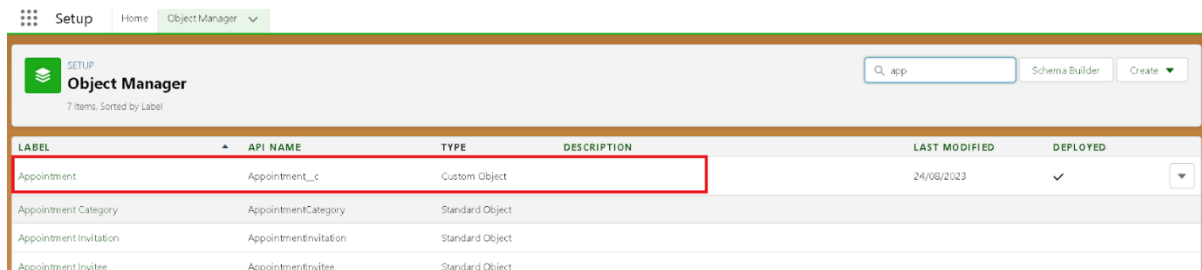 Setup Home Object Manager
SETUP
Object Manager
7 Items. Sorted by Label
app
Schema Builder
Create
LABEL API NAME TYPE DESCRIPTION LAST MODIFIED DEPLOYED
Appointment Appointment__c Custom Object 24/08/2023
Appointment Category AppointmentCategory Standard Object
Appointment Invitation AppointmentInvitation Standard Object
Appointment Invitee AppointmentInvitee Standard Object